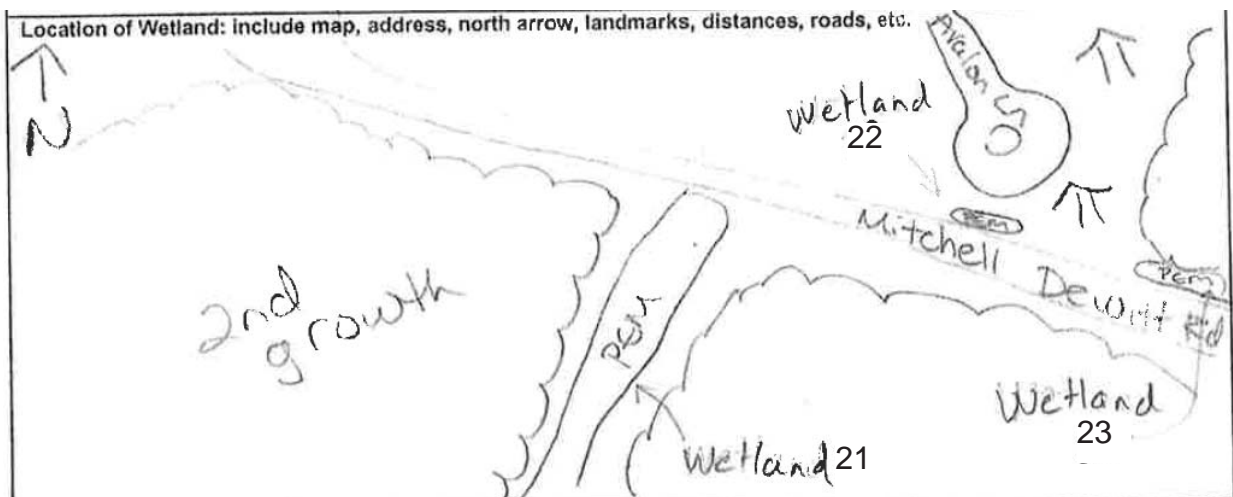 Location of Wetland: include map, address, north arrow, landmarks, distances, roads, etc.
N
Avalon Ct
Wetland
22
PEM
Mitchell Dewitt Rd
PEM
2nd
growth
PEM
Wetland
23
Wetland 21